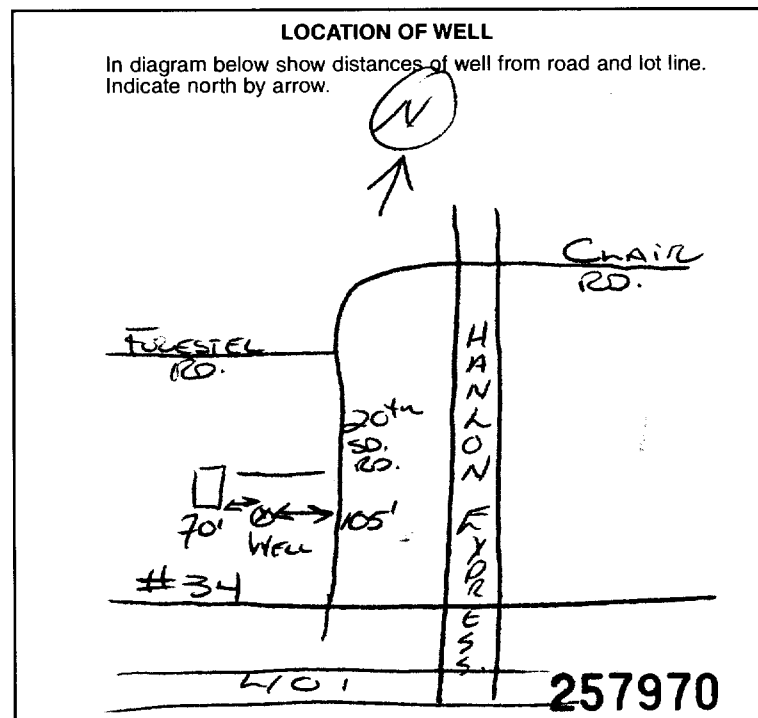 LOCATION OF WELL
In diagram below show distances of well from road and lot line.
Indicate north by arrow.
N
CLAIR
RD.
FORESTEL
RD.
HANLON EXPRESS.
20th
SD.
RD.
70'
WELL
105'
#34
401
257970